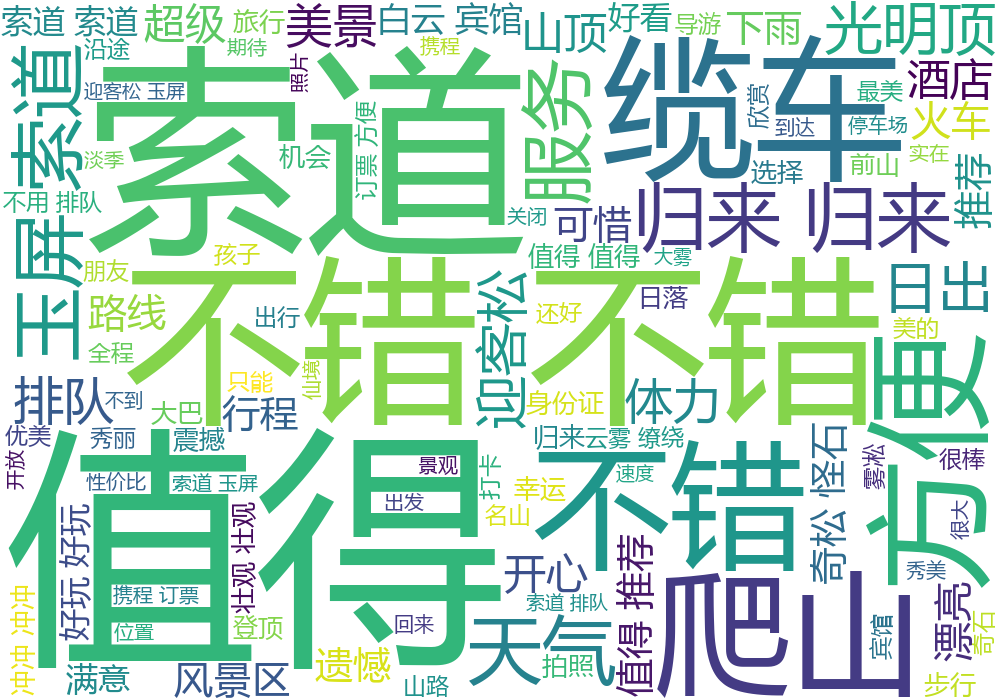 索道 索道
超级
旅行
美景
白云 宾馆
山顶
好看
导游
下雨
光明顶
沿途
期待
携程
照片
索道
索道
缆车
酒店
服务
迎客松 玉屏
订票 方便
欣赏
最美
火车
到达
停车场
淡季
机会
选择
前山
实在
推荐
不用 排队
关闭
可惜
归来 归来
玉屏
朋友
孩子
不错 不错
值得 值得
大雾
日出
路线
出行
迎客松
还好
日落
美的
全程
仙境
方便
排队
不到
大巴
行程
只能
身份证
体力
优美
秀丽
震撼
归来
云雾 缭绕
不错
奇松 怪石
雾凇
很棒
开放
性价比
索道 玉屏
景观
打卡
速度
值得
好玩 好玩
壮观 壮观
出发
名山
幸运
很大
冲冲 冲冲
携程 订票
开心
索道 排队
值得 推荐
爬山
秀美
漂亮
奇石
位置
登顶
回来
天气
宾馆
满意
风景区
遗憾
山路
拍照
步行